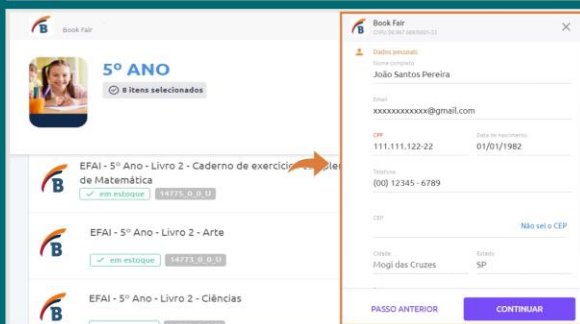 Book Fair
5º ANO
8 itens selecionados
EFAI - 5º Ano - Livro 2 - Caderno de exercícios
de Matemática
em estoque 14775_0_0_U
EFAI - 5º Ano - Livro 2 - Arte
em estoque 14773_0_0_U
EFAI - 5º Ano - Livro 2 - Ciências
Book Fair
Dados pessoais
Nome completo
João Santos Pereira
Email
xxxxxxxxxxxx@gmail.com
CPF
111.111.122-22
Data de nascimento
01/01/1982
Telefone
(00) 12345 - 6789
CEP
Não sei o CEP
Cidade
Mogi das Cruzes
Estado
SP
PASSO ANTERIOR
CONTINUAR